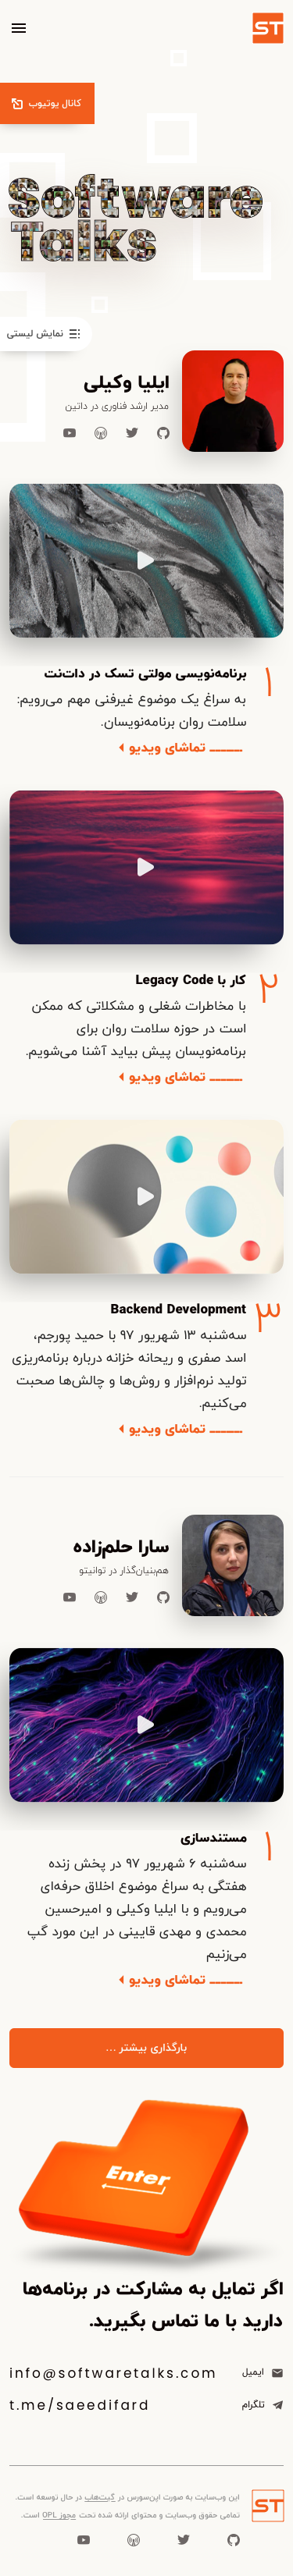 ST
کانال یوتیوب
Software
Talks
نمایش لیستی
ایلیا وکیلی
مدیر ارشد فناوری در داتین
۱
برنامه‌نویسی مولتی تسک در دات‌نت
به سراغ یک موضوع غیرفنی مهم می‌رویم:
سلامت روان برنامه‌نویسان.
تماشای ویدیو
۲
کار با Legacy Code
با مخاطرات شغلی و مشکلاتی که ممکن
است در حوزه سلامت روان برای
برنامه‌نویسان پیش بیاید آشنا می‌شویم.
تماشای ویدیو
۳
Backend Development
سه‌شنبه ۱۳ شهریور ۹۷ با حمید پورجم،
اسد صفری و ریحانه خزانه درباره برنامه‌ریزی
تولید نرم‌افزار و روش‌ها و چالش‌ها صحبت
می‌کنیم.
تماشای ویدیو
سارا حلم‌زاده
هم‌بنیان‌گذار در توانیتو
۱
مستندسازی
سه‌شنبه ۶ شهریور ۹۷ در پخش زنده
هفتگی به سراغ موضوع اخلاق حرفه‌ای
می‌رویم و با ایلیا وکیلی و امیرحسین
محمدی و مهدی قایینی در این مورد گپ
می‌زنیم
تماشای ویدیو
بارگذاری بیشتر ...
Enter
اگر تمایل به مشارکت در برنامه‌ها
دارید با ما تماس بگیرید.
ایمیل
info@softwaretalks.com
تلگرام
t.me/saeedifard
ST
این وب‌سایت به صورت اپن‌سورس در گیت‌هاب در حال توسعه است.
تمامی حقوق وب‌سایت و محتوای ارائه شده تحت مجوز OPL است.